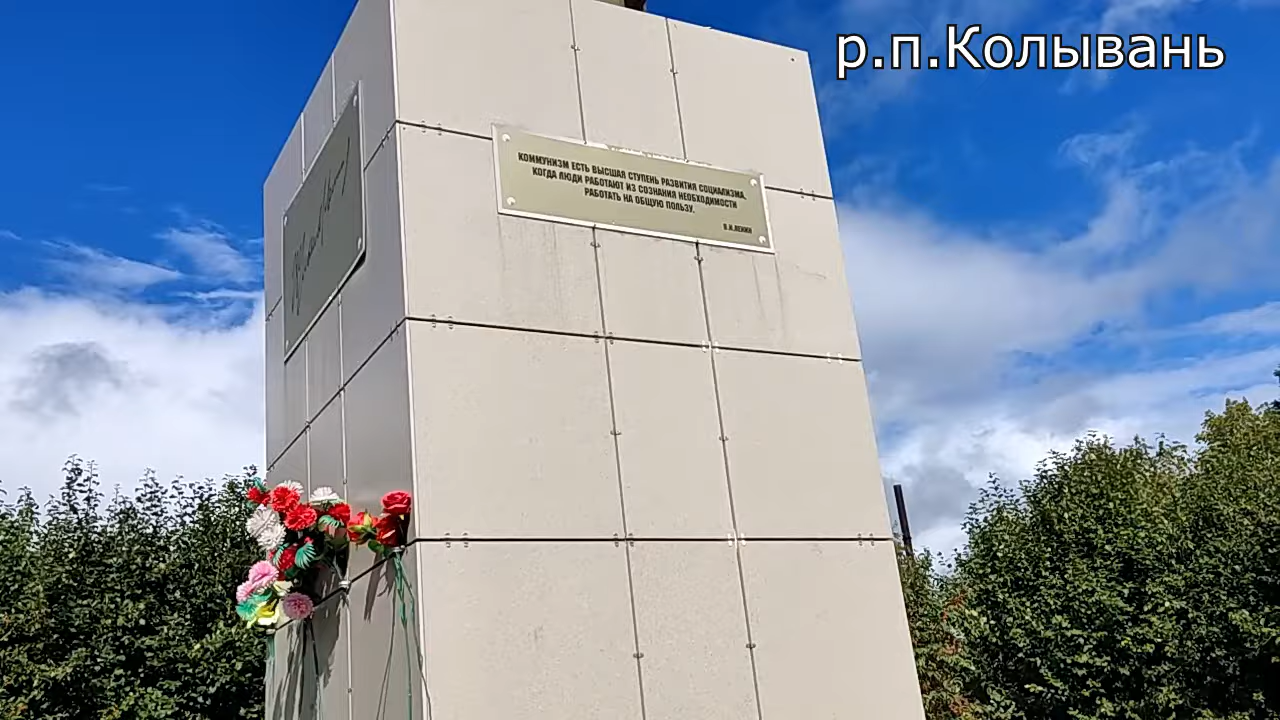 р.п.Колывань
КОММУНИЗМ ЕСТЬ ВЫСШАЯ СТУПЕНЬ РАЗВИТИЯ СОЦИАЛИЗМА,
КОГДА ЛЮДИ РАБОТАЮТ ИЗ СОЗНАНИЯ НЕОБХОДИМОСТИ
РАБОТАТЬ НА ОБЩУЮ ПОЛЬЗУ.
В.И.ЛЕНИН